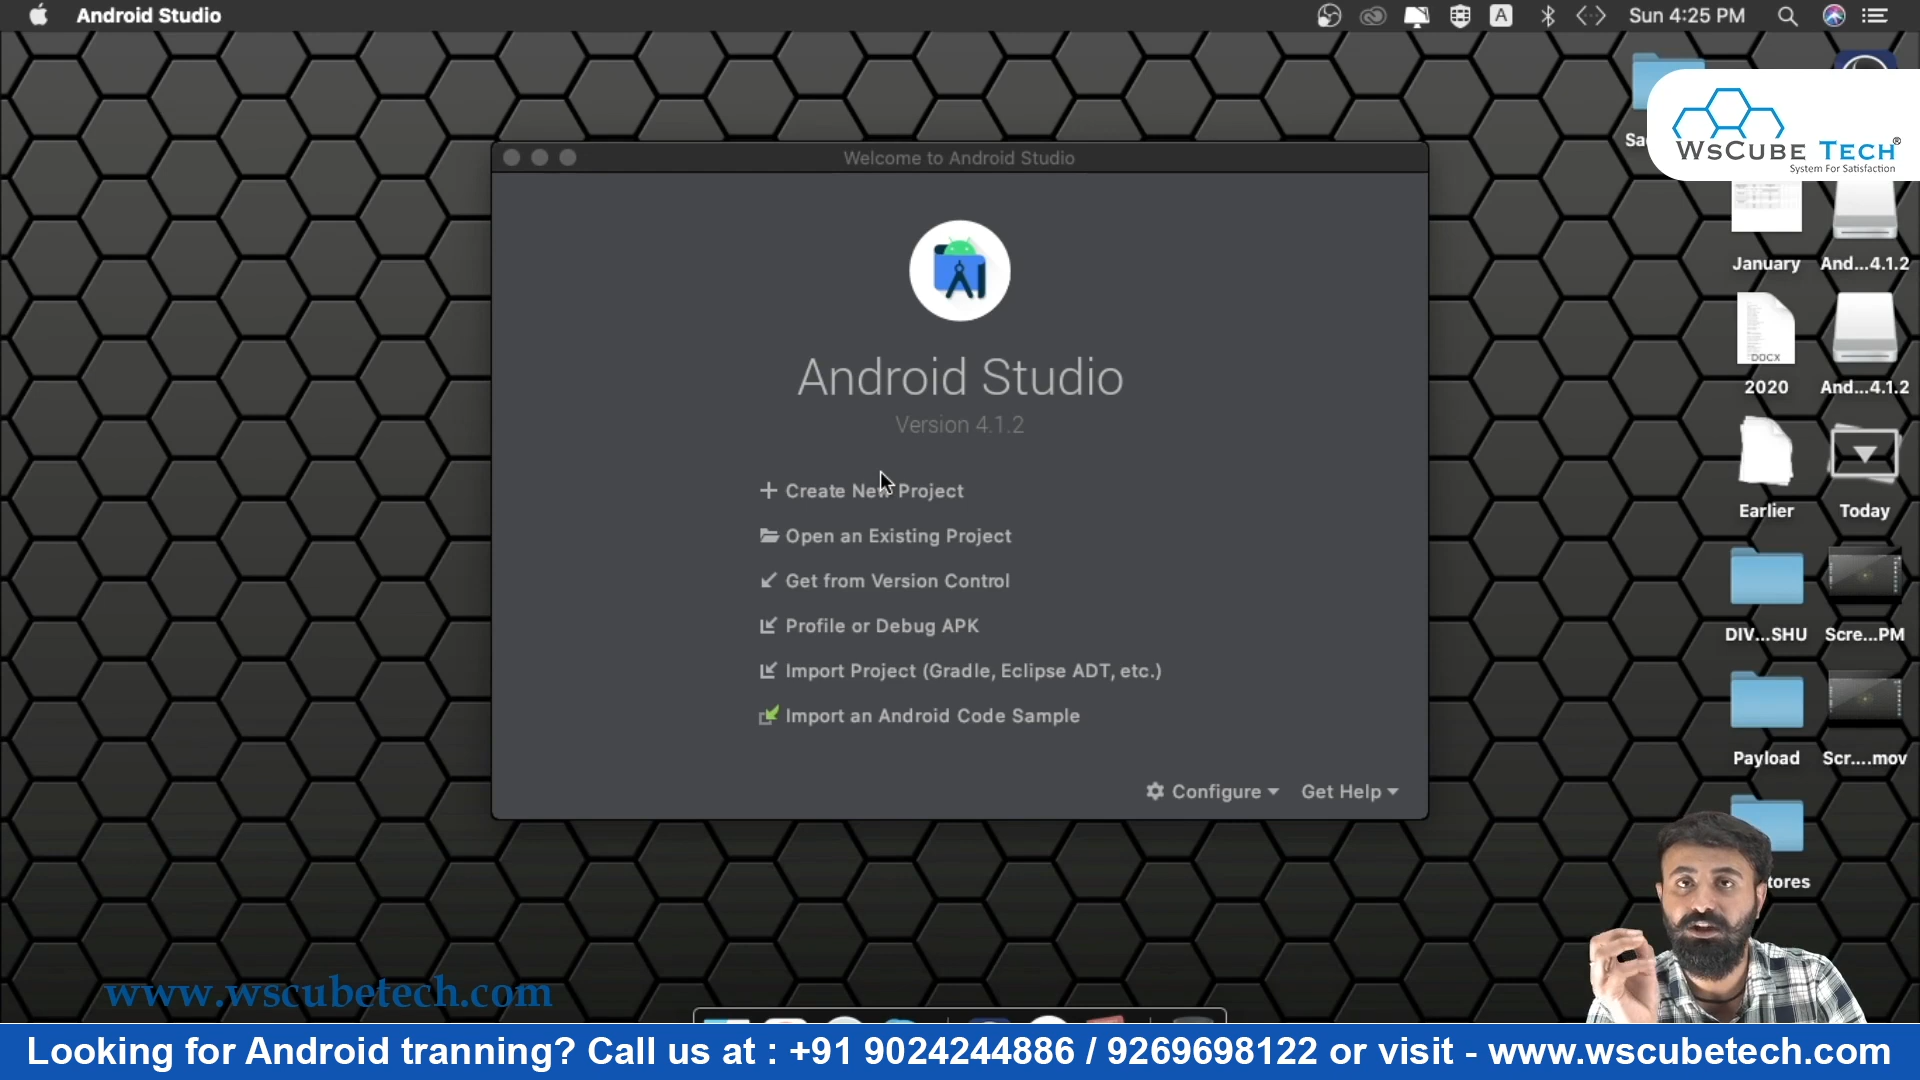 Android Studio
A
Sun 4:25 PM
WSCUBE TECH®
System For Satisfaction
Welcome to Android Studio
January
And...4.1.2
DOCX
2020
And...4.1.2
Android Studio
Version 4.1.2
Create New Project
Earlier
Today
Open an Existing Project
Get from Version Control
DIV...SHU
Scre...PM
Profile or Debug APK
Import Project (Gradle, Eclipse ADT, etc.)
Import an Android Code Sample
Payload
Scr....mov
Configure
Get Help
www.wscubetech.com
Looking for Android tranning? Call us at : +91 9024244886 / 9269698122 or visit - www.wscubetech.com